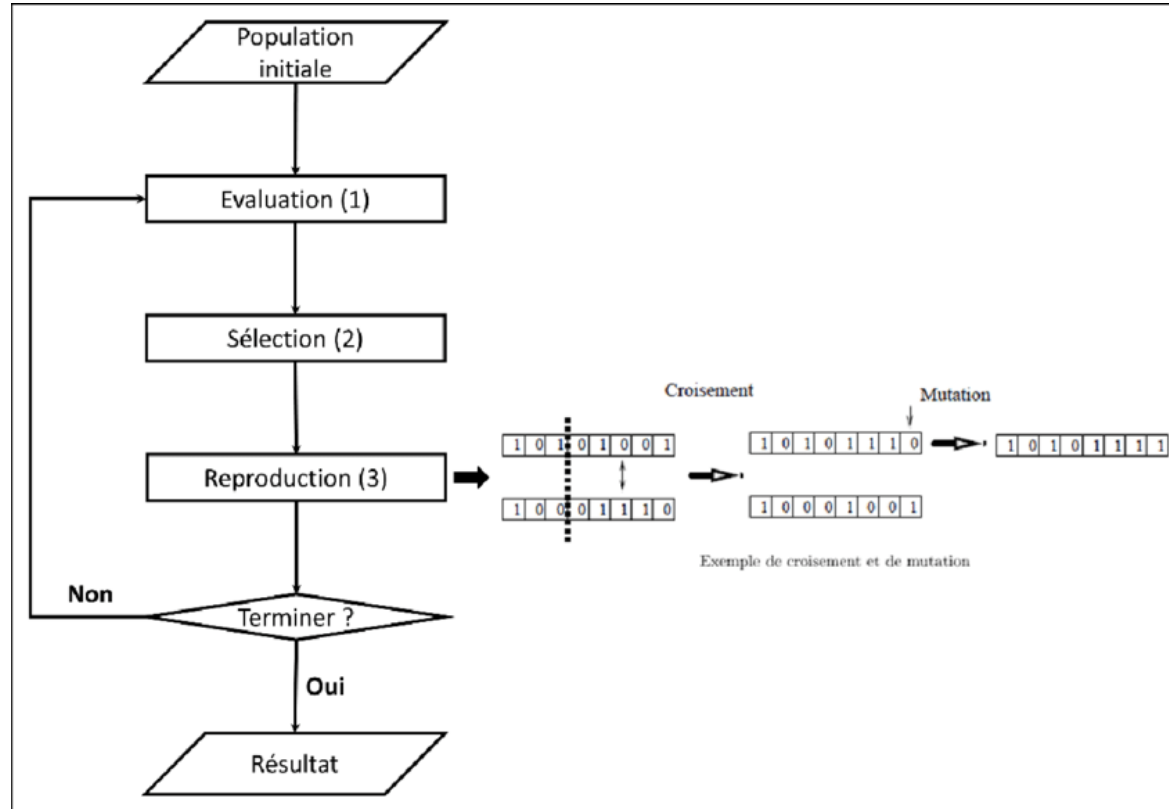 Population
initiale
Evaluation (1)
Sélection (2)
Reproduction (3)
Non
Terminer ?
Oui
Résultat
Croisement
Mutation
1 0 1 0 1 0 0 1
1 0 0 0 1 1 1 0
1 0 1 0 1 1 1 0
1 0 0 0 1 0 0 1
1 0 1 0 1 1 1 1
Exemple de croisement et de mutation